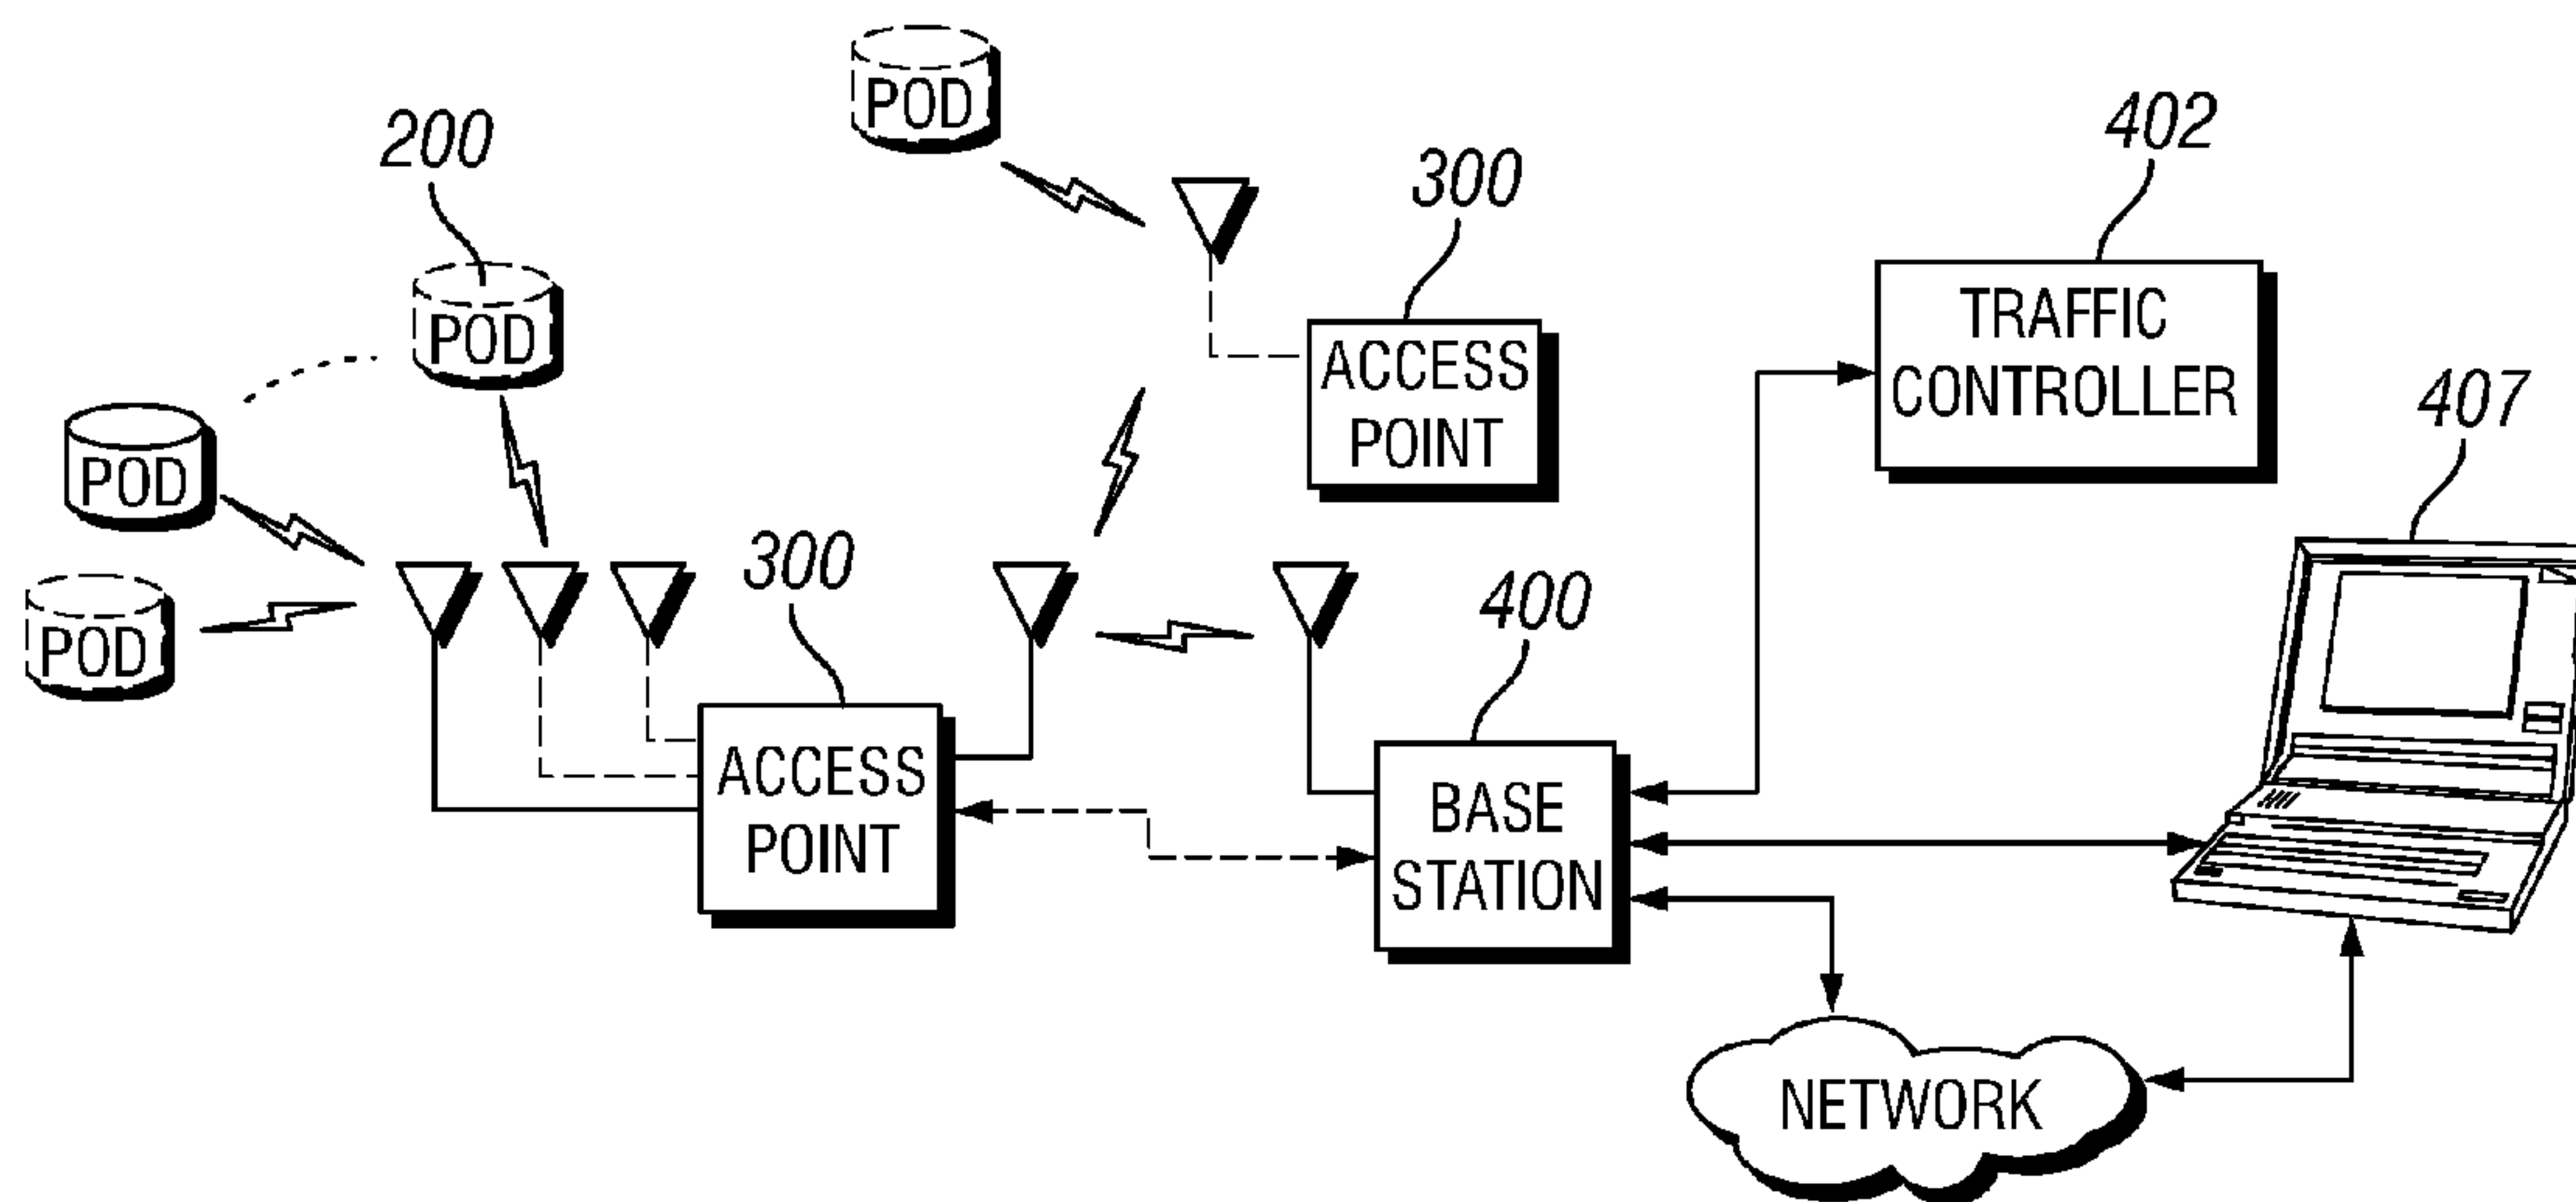 POD
200
402
300
POD
TRAFFIC
CONTROLLER
ACCESS
POINT
407
POD
300
400
POD
ACCESS
POINT
BASE
STATION
NETWORK